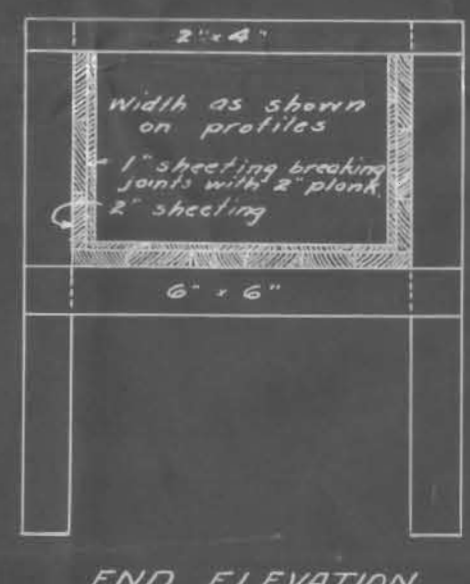 2" x 4"
Width as shown
on profiles
1" sheeting breaking
joints with 2" plank.
2" sheeting
6" x 6"
END ELEVATION